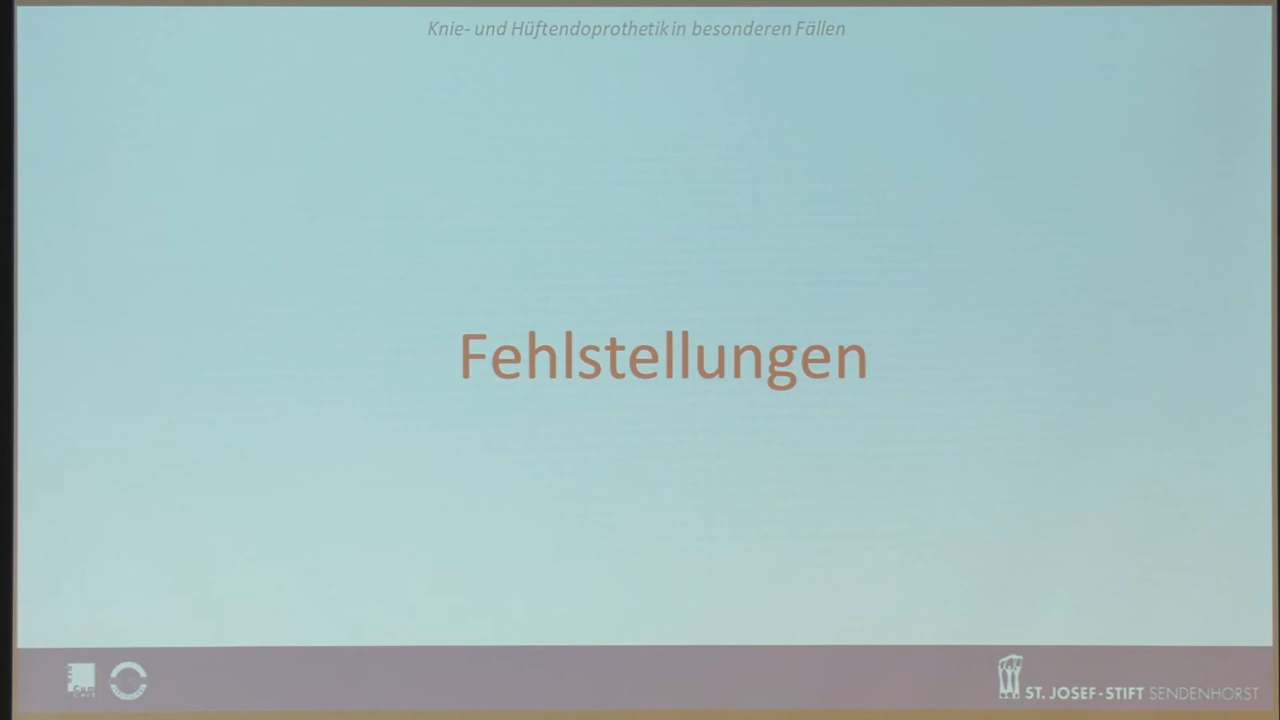 Knie- und Hüftendoprothetik in besonderen Fällen
Fehlstellungen
ST. JOSEF-STIFT SENDENHORST